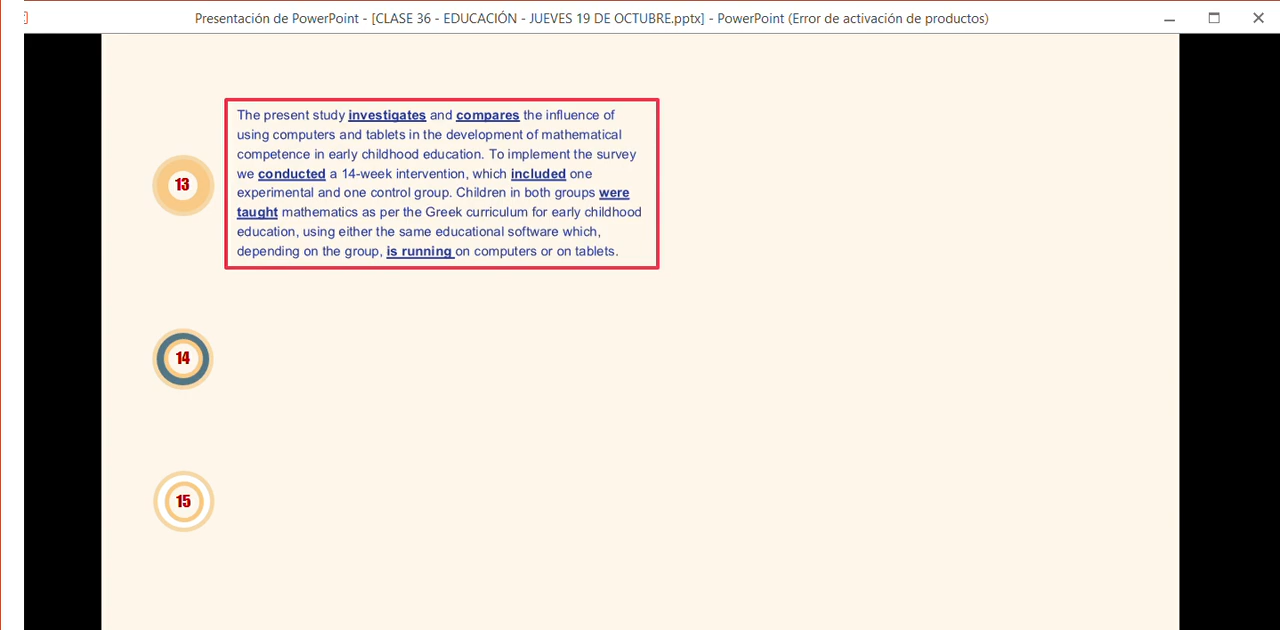 Presentación de PowerPoint - [CLASE 36 - EDUCACIÓN - JUEVES 19 DE OCTUBRE.pptx] - PowerPoint (Error de activación de productos)
The present study investigates and compares the influence of
using computers and tablets in the development of mathematical
competence in early childhood education. To implement the survey
we conducted a 14-week intervention, which included one
experimental and one control group. Children in both groups were
taught mathematics as per the Greek curriculum for early childhood
education, using either the same educational software which,
depending on the group, is running on computers or on tablets.
13
14
15